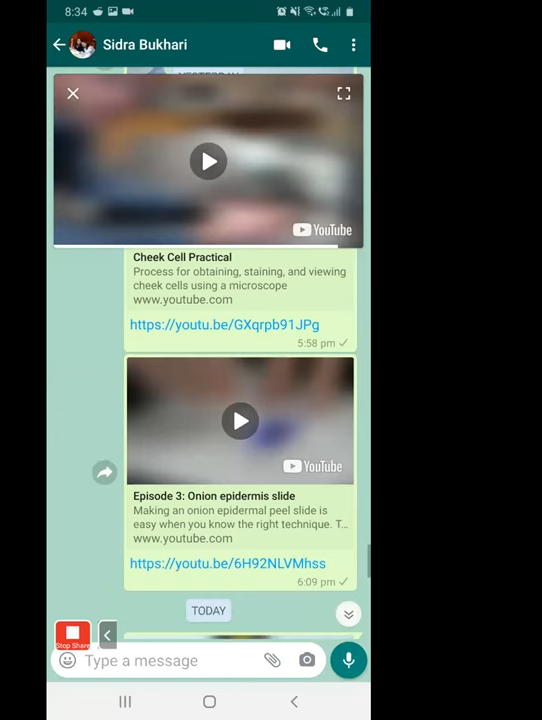 8:34
Sidra Bukhari
YouTube
Cheek Cell Practical
Process for obtaining, staining, and viewing
cheek cells using a microscope
www.youtube.com
https://youtu.be/GXqrpb91JPg
5:58 pm
YouTube
Episode 3: Onion epidermis slide
Making an onion epidermal peel slide is
easy when you know the right technique. T...
www.youtube.com
https://youtu.be/6H92NLVMhss
6:09 pm
TODAY
Stop Share
Type a message